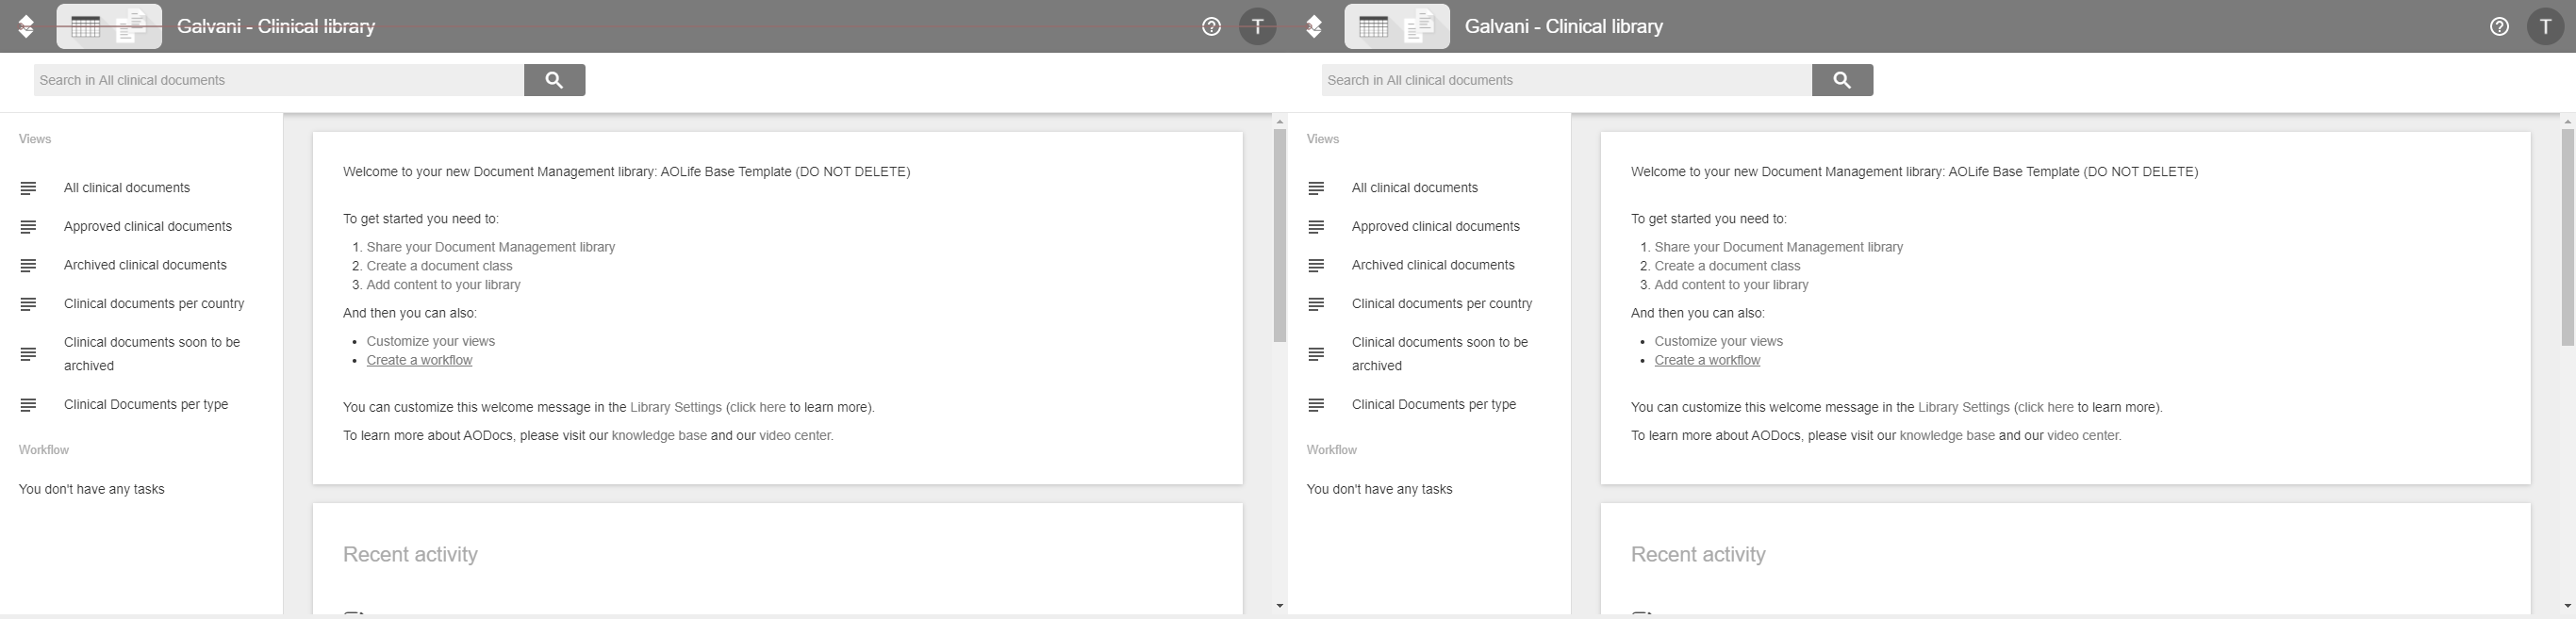 Galvani - Clinical library
T
Search in All clinical documents
Views
All clinical documents
Approved clinical documents
Archived clinical documents
Clinical documents per country
Clinical documents soon to be
archived
Clinical Documents per type
Workflow
You don't have any tasks
Welcome to your new Document Management library: AOLife Base Template (DO NOT DELETE)
To get started you need to:
1. Share your Document Management library
2. Create a document class
3. Add content to your library
And then you can also:
• Customize your views
• Create a workflow
You can customize this welcome message in the Library Settings (click here to learn more).
To learn more about AODocs, please visit our knowledge base and our video center.
Recent activity
Galvani - Clinical library
T
Search in All clinical documents
Views
All clinical documents
Approved clinical documents
Archived clinical documents
Clinical documents per country
Clinical documents soon to be
archived
Clinical Documents per type
Workflow
You don't have any tasks
Welcome to your new Document Management library: AOLife Base Template (DO NOT DELETE)
To get started you need to:
1. Share your Document Management library
2. Create a document class
3. Add content to your library
And then you can also:
• Customize your views
• Create a workflow
You can customize this welcome message in the Library Settings (click here to learn more).
To learn more about AODocs, please visit our knowledge base and our video center.
Recent activity